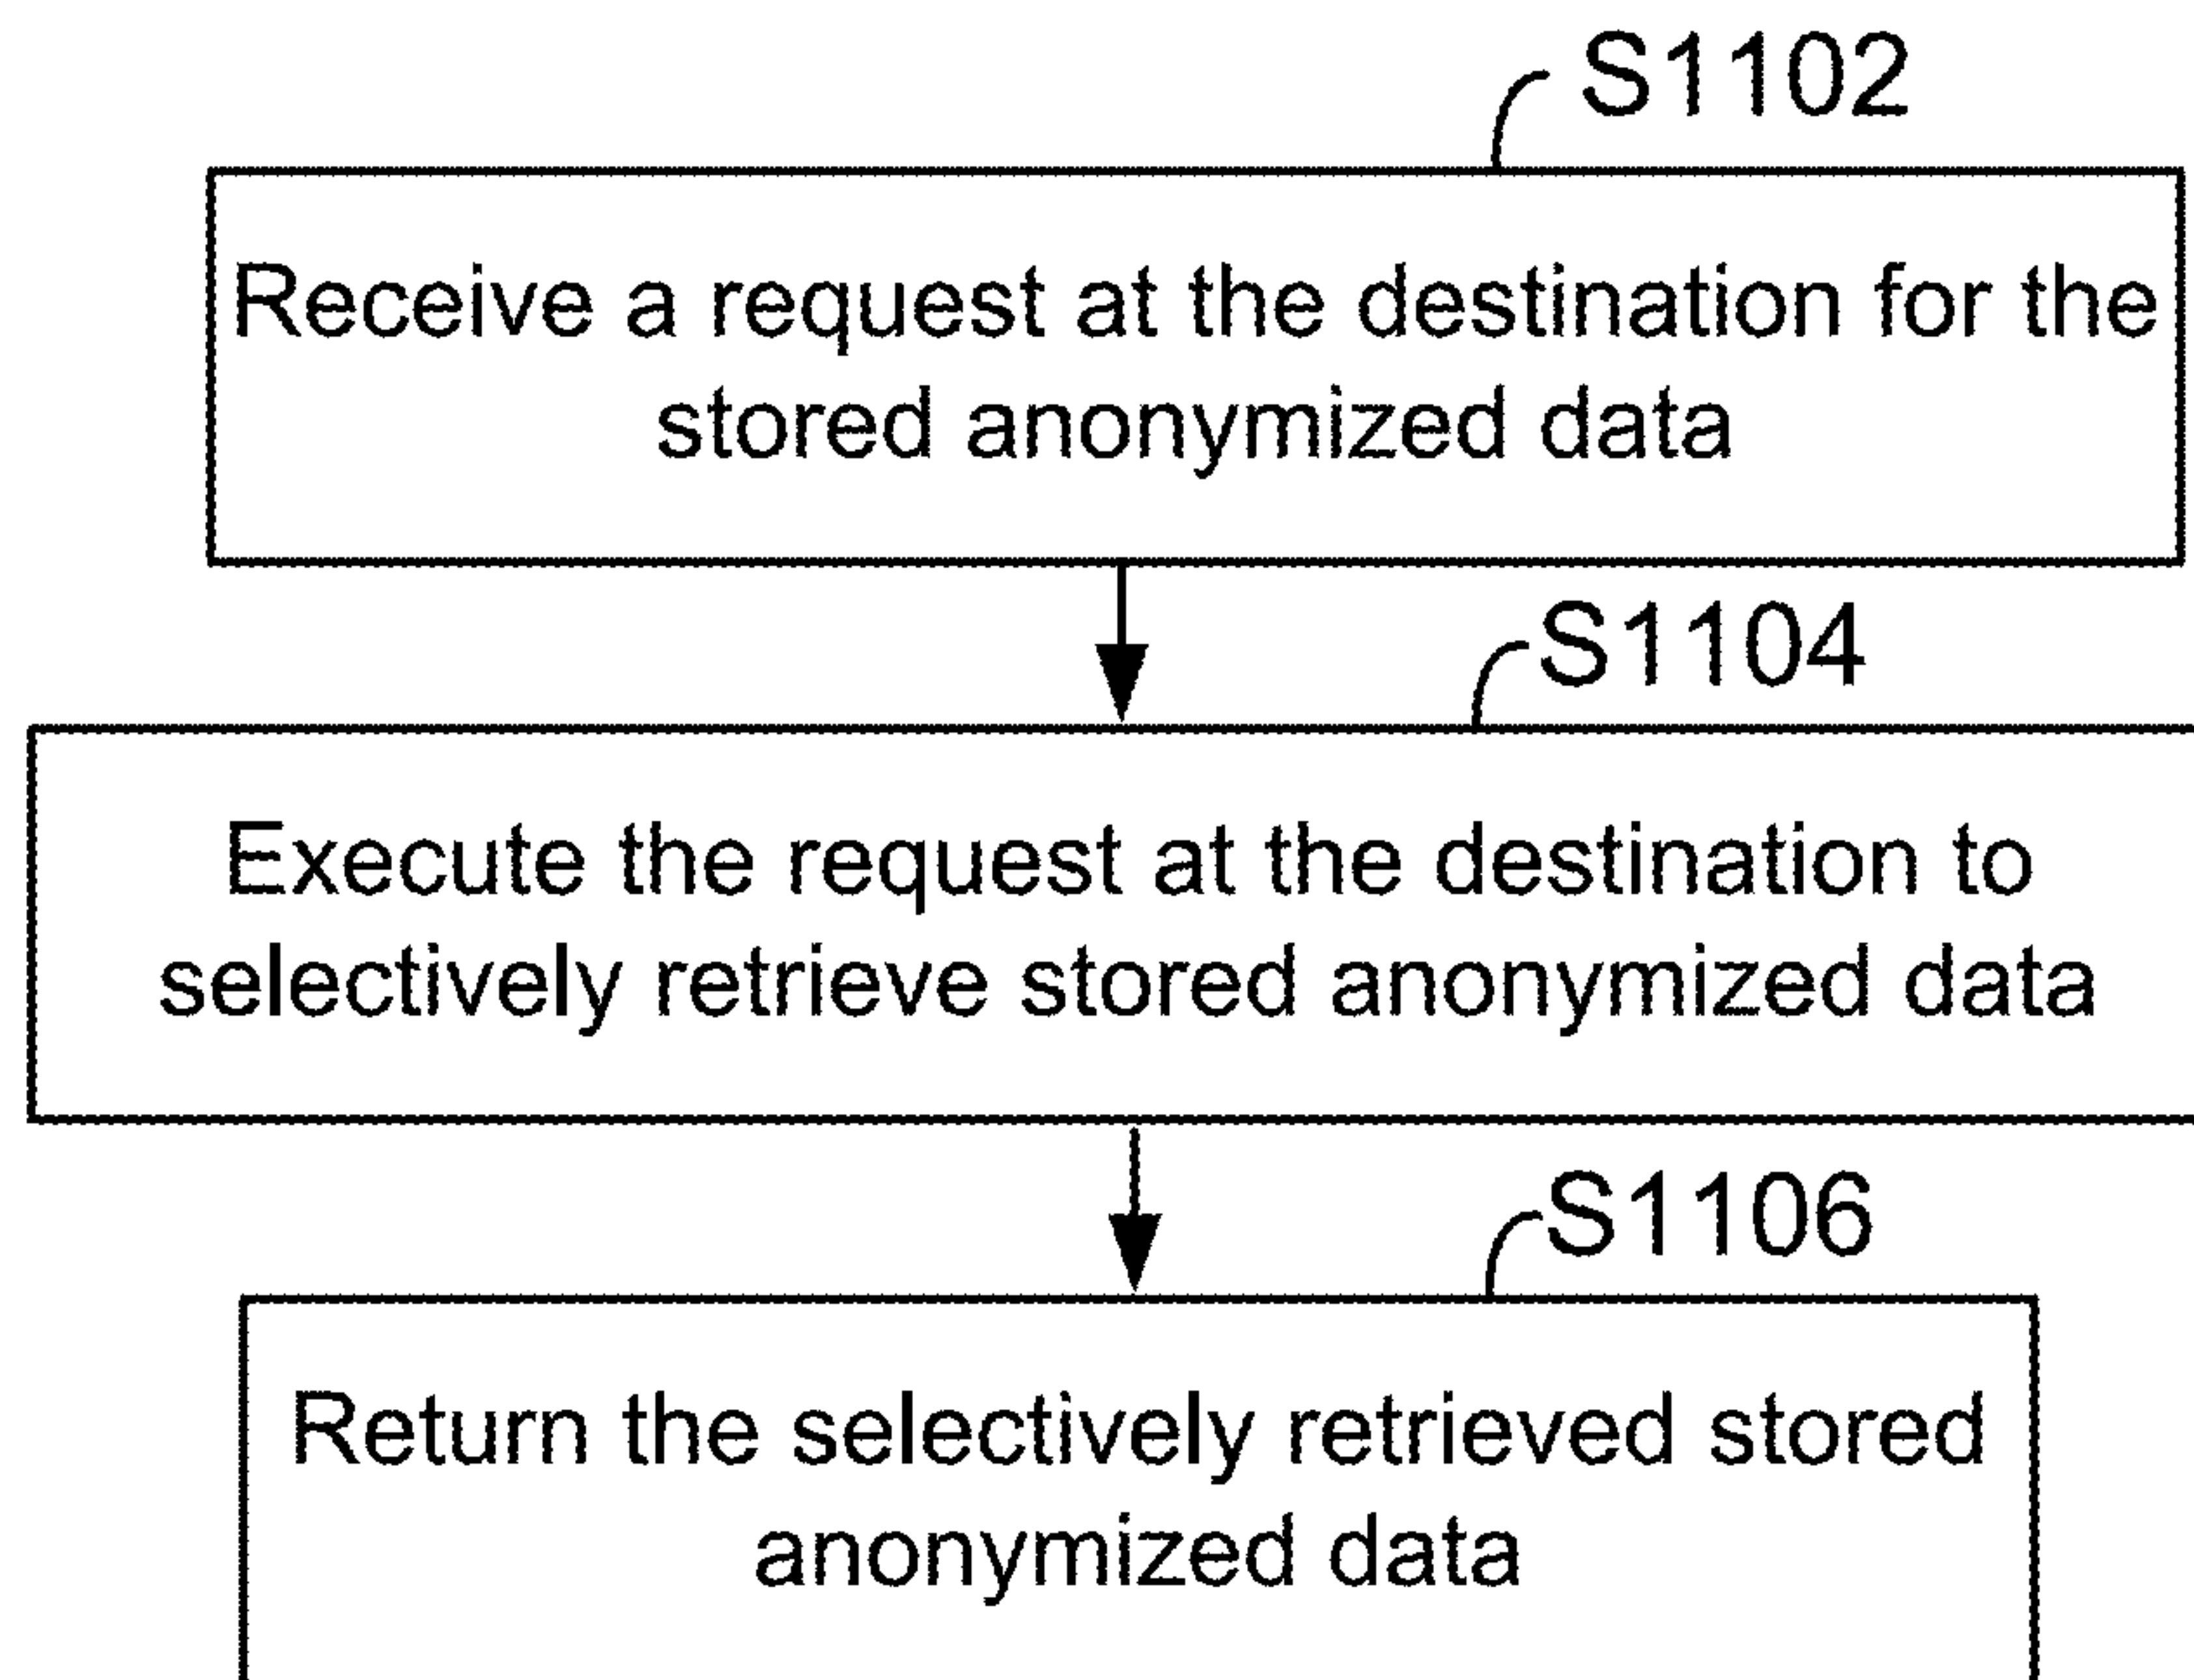 S1102
Receive a request at the destination for the
stored anonymized data
S1104
Execute the request at the destination to
selectively retrieve stored anonymized data
S1106
Return the selectively retrieved stored
anonymized data